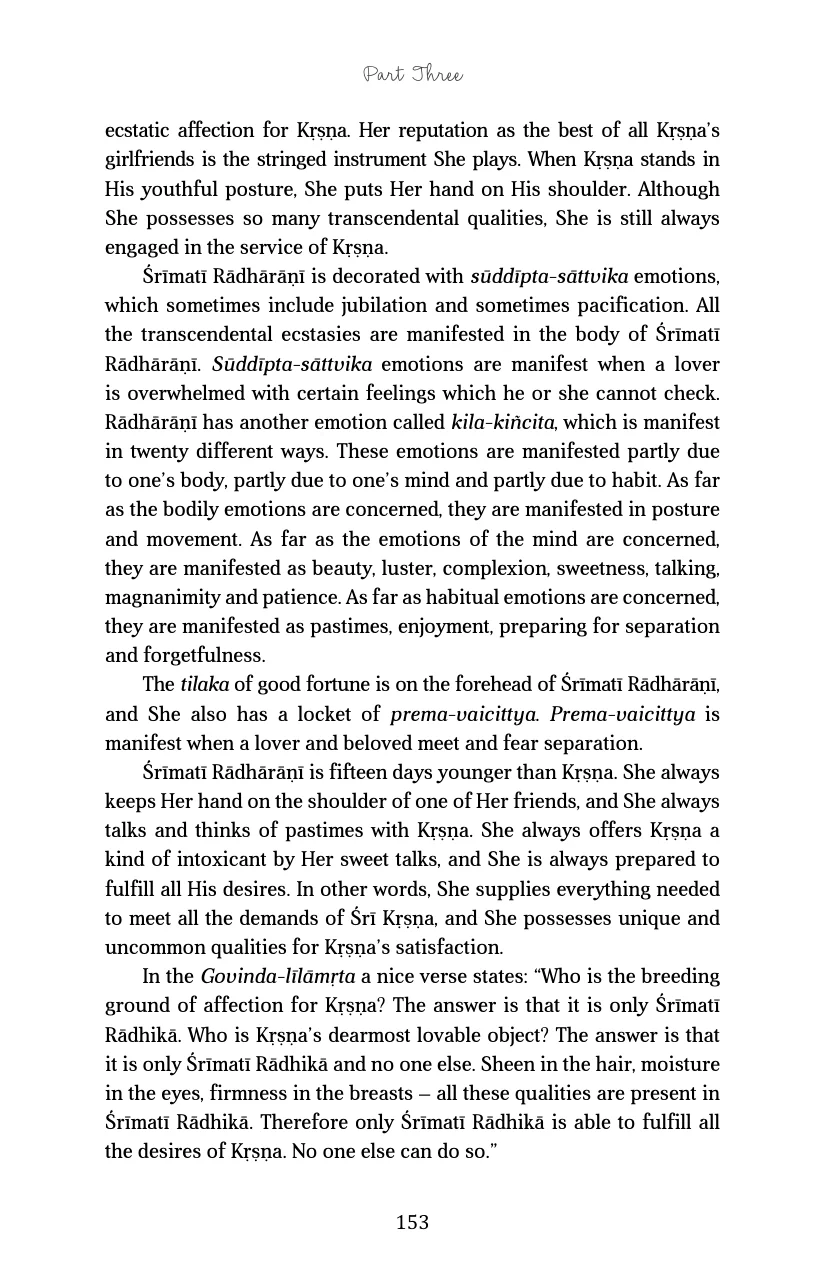 Part Three
ecstatic affection for Kṛṣṇa. Her reputation as the best of all Kṛṣṇa’s
girlfriends is the stringed instrument She plays. When Kṛṣṇa stands in
His youthful posture, She puts Her hand on His shoulder. Although
She possesses so many transcendental qualities, She is still always
engaged in the service of Kṛṣṇa.
Śrīmatī Rādhārāṇī is decorated with sūddīpta-sāttvika emotions,
which sometimes include jubilation and sometimes pacification. All
the transcendental ecstasies are manifested in the body of Śrīmatī
Rādhārāṇī. Sūddīpta-sāttvika emotions are manifest when a lover
is overwhelmed with certain feelings which he or she cannot check.
Rādhārāṇī has another emotion called kila-kiñcita, which is manifest
in twenty different ways. These emotions are manifested partly due
to one’s body, partly due to one’s mind and partly due to habit. As far
as the bodily emotions are concerned, they are manifested in posture
and movement. As far as the emotions of the mind are concerned,
they are manifested as beauty, luster, complexion, sweetness, talking,
magnanimity and patience. As far as habitual emotions are concerned,
they are manifested as pastimes, enjoyment, preparing for separation
and forgetfulness.
The tilaka of good fortune is on the forehead of Śrīmatī Rādhārāṇī,
and She also has a locket of prema-vaicittya. Prema-vaicittya is
manifest when a lover and beloved meet and fear separation.
Śrīmatī Rādhārāṇī is fifteen days younger than Kṛṣṇa. She always
keeps Her hand on the shoulder of one of Her friends, and She always
talks and thinks of pastimes with Kṛṣṇa. She always offers Kṛṣṇa a
kind of intoxicant by Her sweet talks, and She is always prepared to
fulfill all His desires. In other words, She supplies everything needed
to meet all the demands of Śrī Kṛṣṇa, and She possesses unique and
uncommon qualities for Kṛṣṇa’s satisfaction.
In the Govinda-līlāmṛta a nice verse states: “Who is the breeding
ground of affection for Kṛṣṇa? The answer is that it is only Śrīmatī
Rādhikā. Who is Kṛṣṇa’s dearmost lovable object? The answer is that
it is only Śrīmatī Rādhikā and no one else. Sheen in the hair, moisture
in the eyes, firmness in the breasts – all these qualities are present in
Śrīmatī Rādhikā. Therefore only Śrīmatī Rādhikā is able to fulfill all
the desires of Kṛṣṇa. No one else can do so.”
153